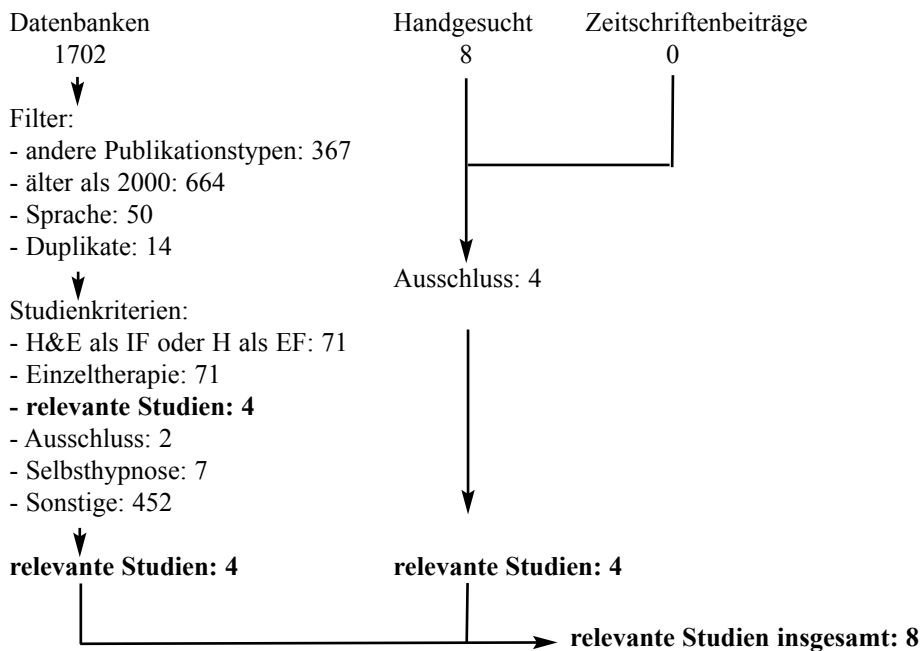 Datenbanken
1702
Handgesucht
8
Zeitschriftenbeiträge
0
Filter:
- andere Publikationstypen: 367
- älter als 2000: 664
- Sprache: 50
- Duplikate: 14
Ausschluss: 4
Studienkriterien:
- H&E als IF oder H als EF: 71
- Einzeltherapie: 71
- relevante Studien: 4
- Ausschluss: 2
- Selbsthypnose: 7
- Sonstige: 452
relevante Studien: 4
relevante Studien: 4
relevante Studien insgesamt: 8